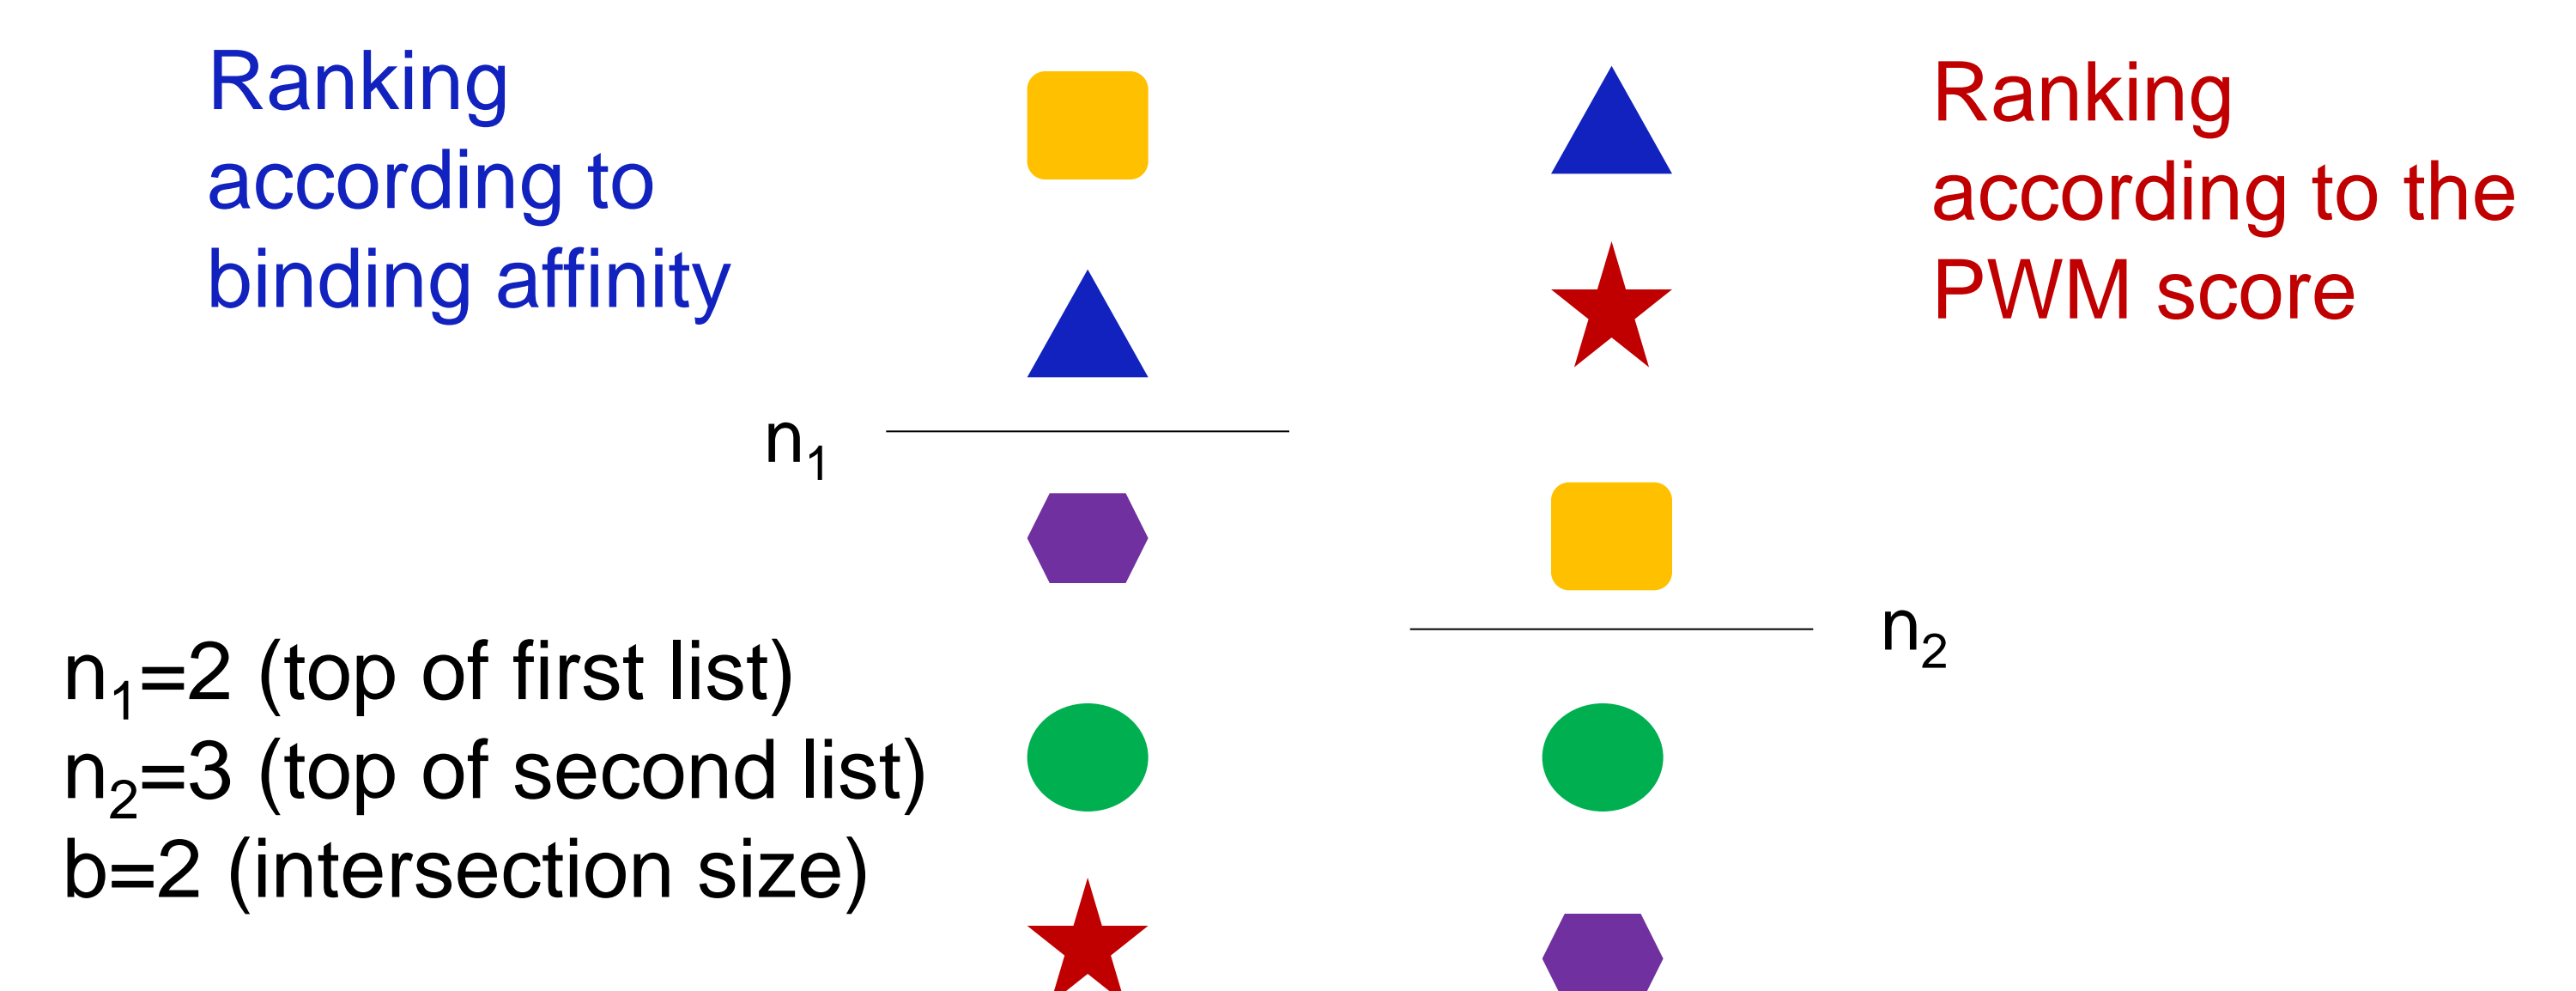 Ranking
according to
binding affinity
Ranking
according to the
PWM score
n₁
n₂
n₁=2 (top of first list)
n₂=3 (top of second list)
b=2 (intersection size)